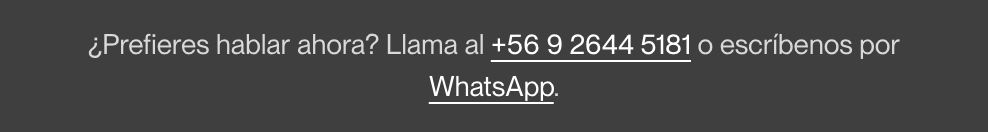 ¿Prefieres hablar ahora? Llama al +56 9 2644 5181 o escríbenos por
WhatsApp.